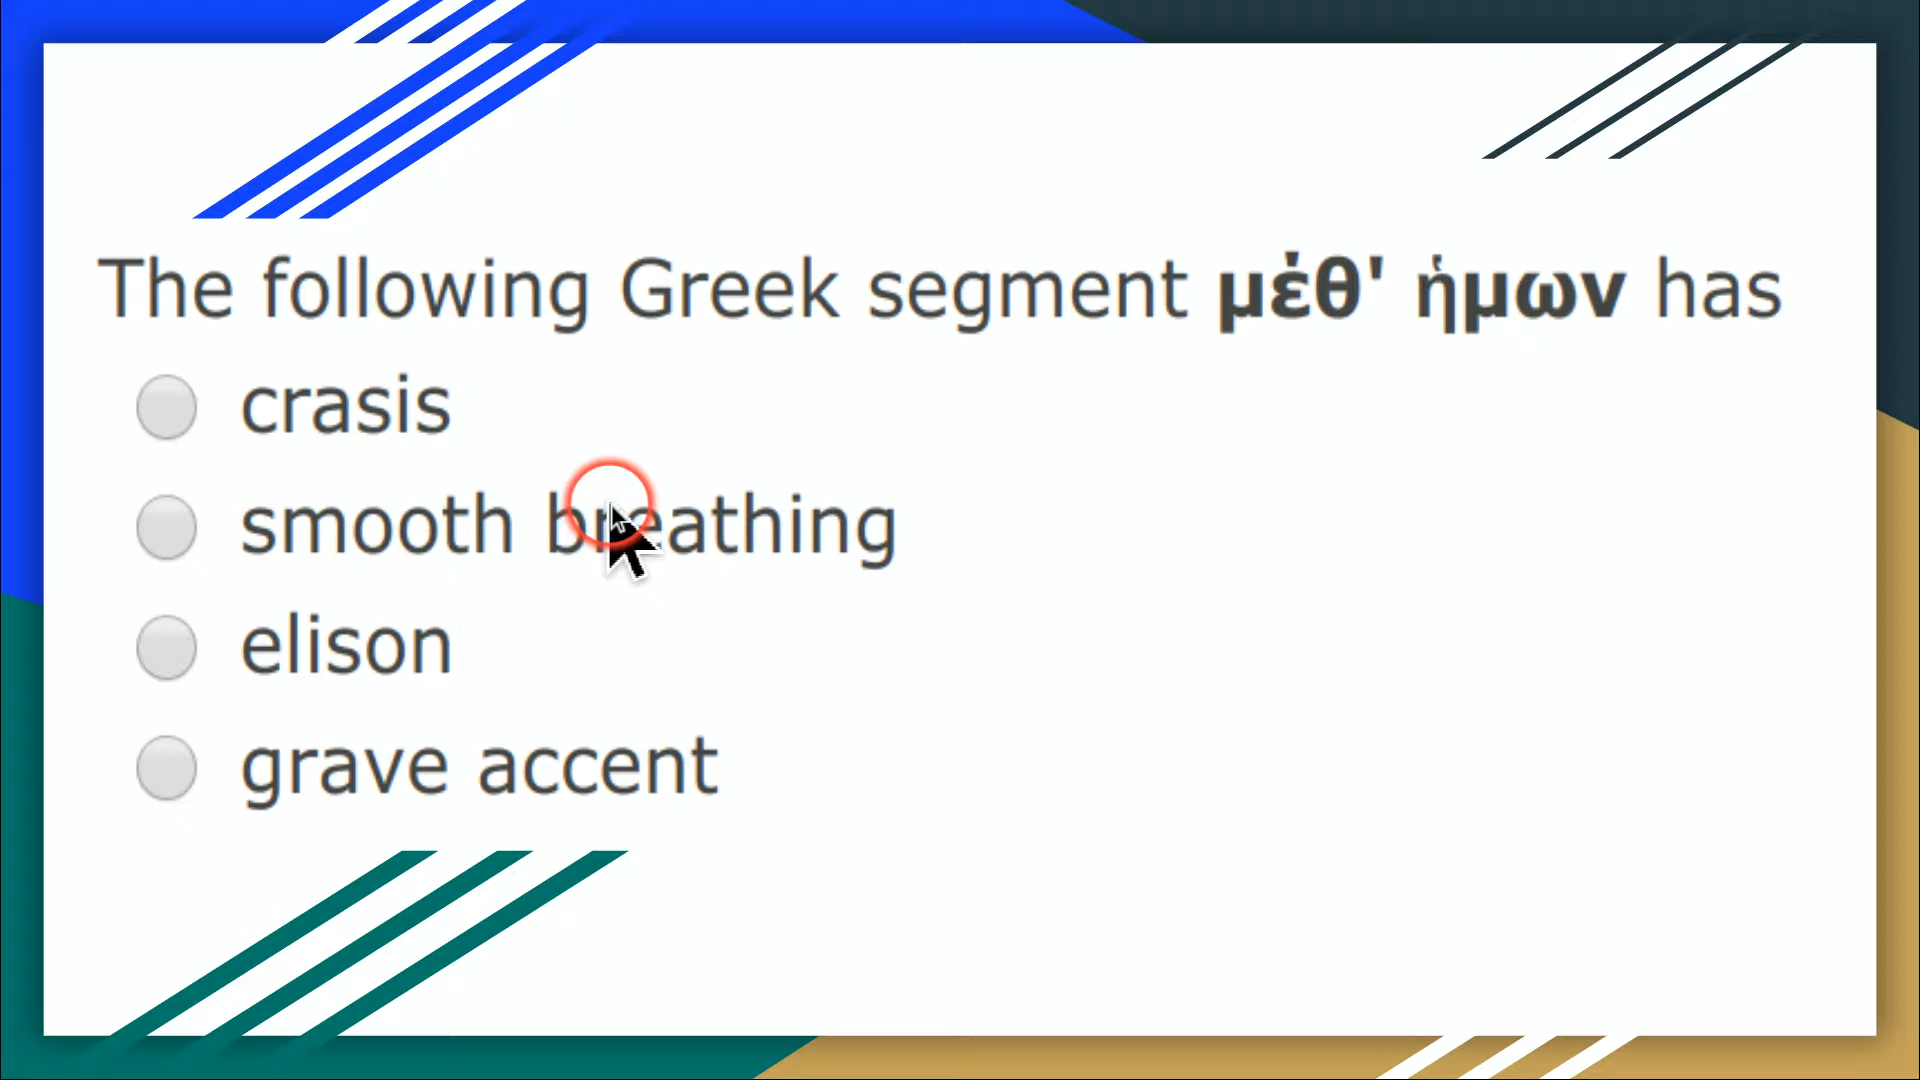 The following Greek segment μέθ' ἡμων has
crasis
smooth breathing
elison
grave accent